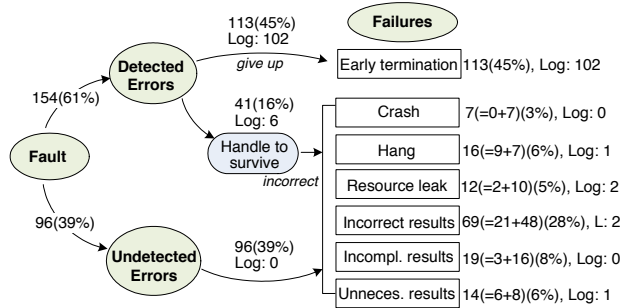 113(45%)
Log: 102
give up
Failures
Detected
Errors
Early termination 113(45%), Log: 102
154(61%)
41(16%)
Log: 6
Crash 7(=0+7)(3%), Log: 0
Handle to
survive
Hang 16(=9+7)(6%), Log: 1
Fault
incorrect
Resource leak 12(=2+10)(5%), Log: 2
Incorrect results 69(=21+48)(28%), L: 2
96(39%)
96(39%)
Log: 0
Undetected
Errors
Incompl. results 19(=3+16)(8%), Log: 0
Unneces. results 14(=6+8)(6%), Log: 1